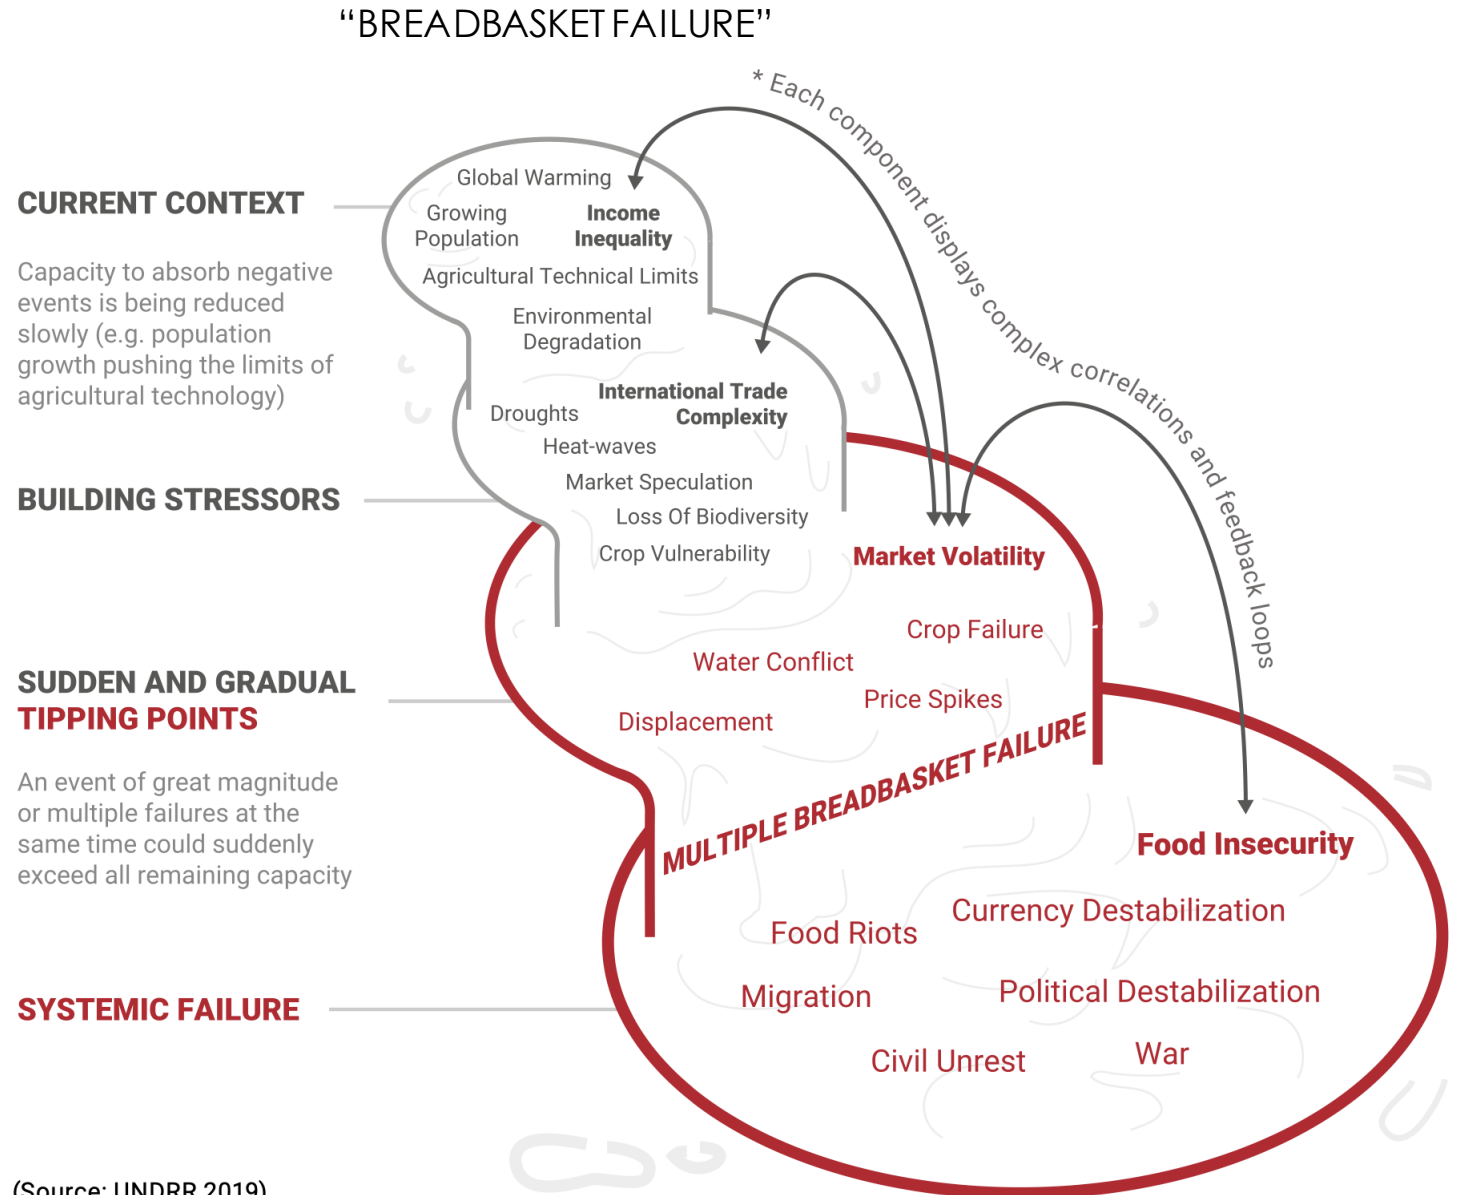 “BREADBASKET FAILURE”
* Each component displays complex correlations and feedback loops
CURRENT CONTEXT
Capacity to absorb negative
events is being reduced
slowly (e.g. population
growth pushing the limits of
agricultural technology)
Global Warming
Growing
Population
Income
Inequality
Agricultural Technical Limits
Environmental
Degradation
BUILDING STRESSORS
International Trade
Complexity
Droughts
Heat-waves
Market Speculation
Loss Of Biodiversity
Crop Vulnerability
SUDDEN AND GRADUAL
TIPPING POINTS
An event of great magnitude
or multiple failures at the
same time could suddenly
exceed all remaining capacity
Market Volatility
Crop Failure
Water Conflict
Price Spikes
Displacement
MULTIPLE BREADBASKET FAILURE
SYSTEMIC FAILURE
Food Insecurity
Currency Destabilization
Food Riots
Migration
Political Destabilization
Civil Unrest
War
(Source: UNDRR 2019)